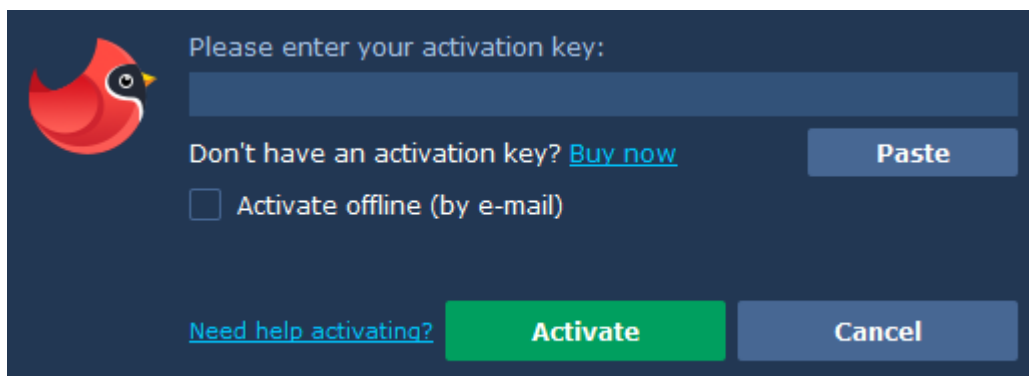 Please enter your activation key:
Don't have an activation key? Buy now
Paste
Activate offline (by e-mail)
Need help activating?
Activate
Cancel